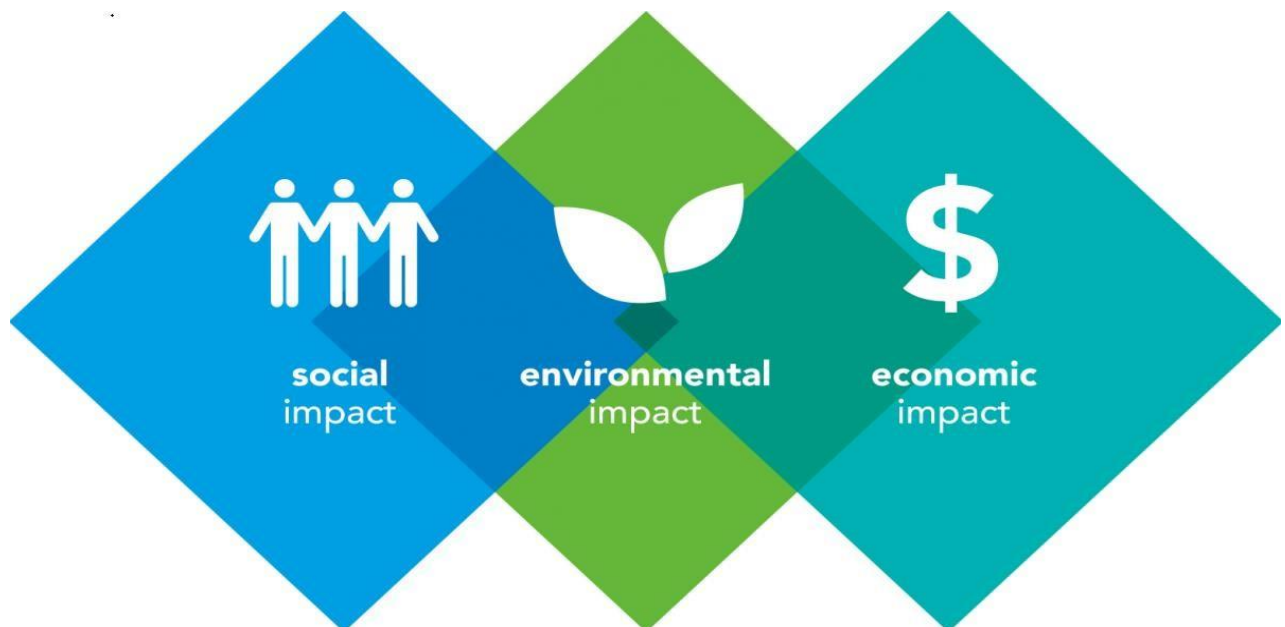 social
impact
environmental
impact
$
economic
impact